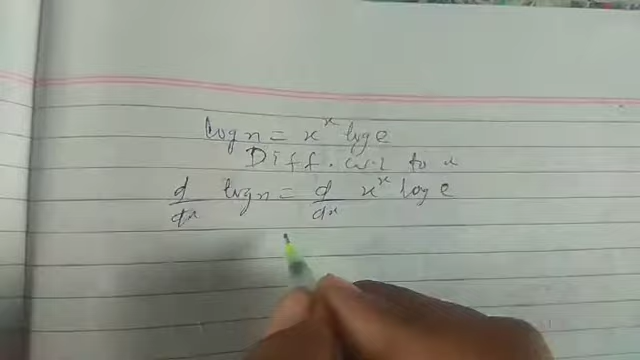 log n = x^x log e
Diff. w.r. to x
d/dx log n = d/dx x^x log e